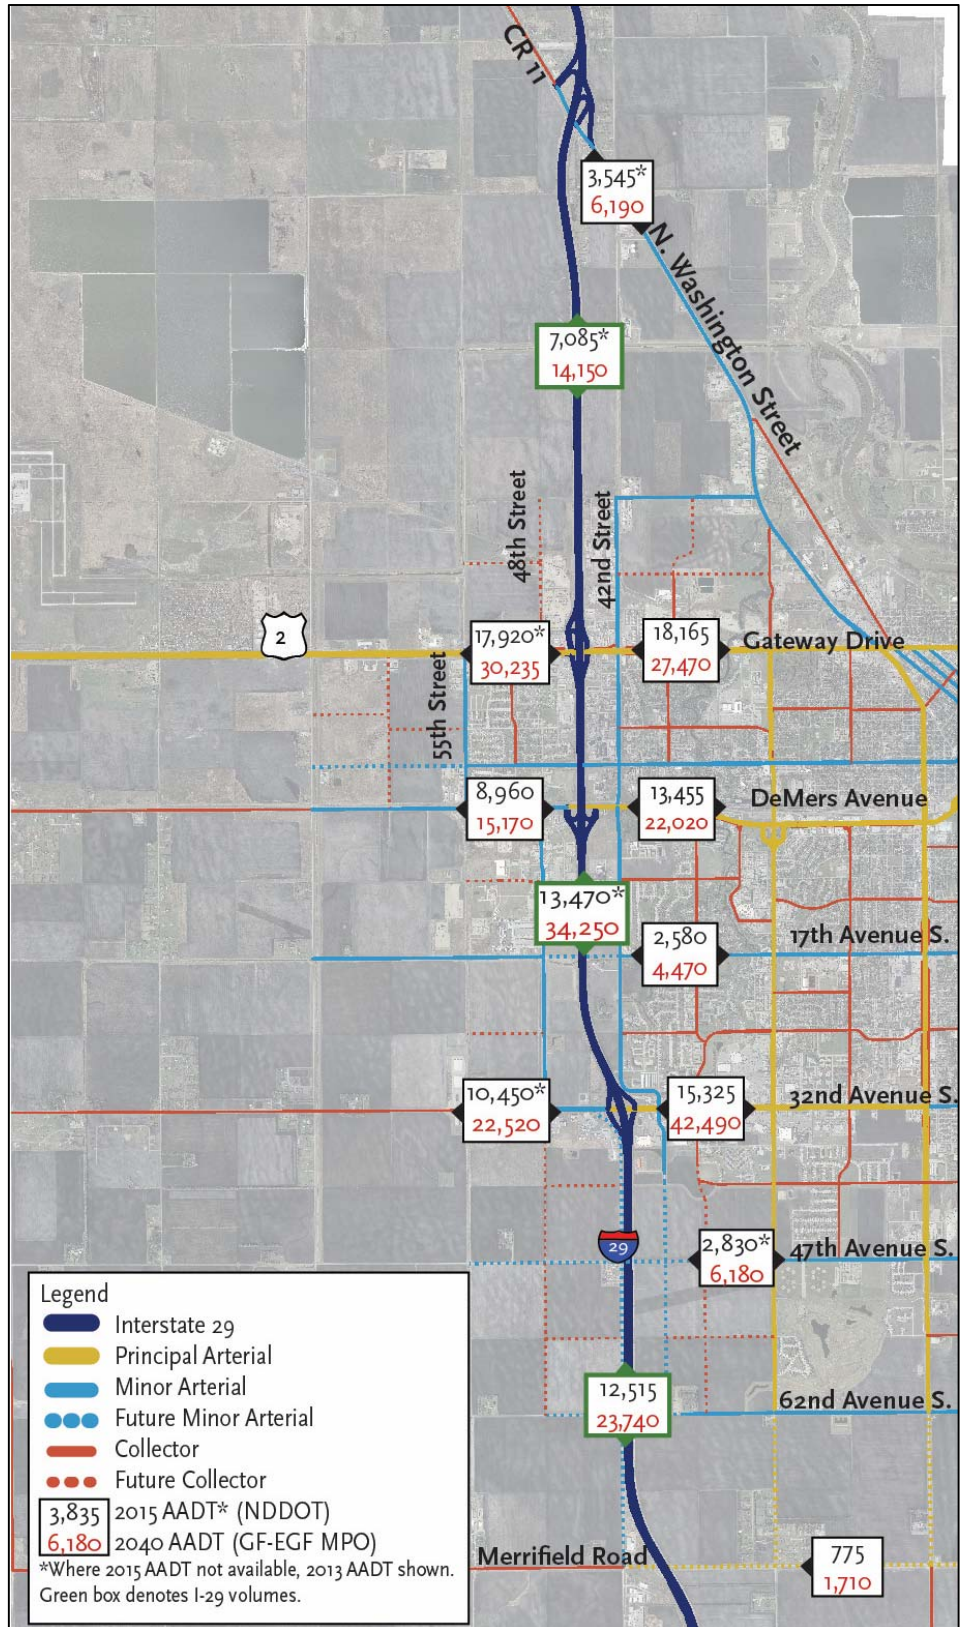 CR 11
3,545*
6,190
N. Washington Street
7,085*
14,150
48th Street
42nd Street
2
17,920*
30,235
18,165
27,470
Gateway Drive
55th Street
8,960
15,170
13,455
22,020
DeMers Avenue
13,470*
34,250
2,580
4,470
17th Avenue S.
10,450*
22,520
15,325
42,490
32nd Avenue S.
29
2,830*
6,180
47th Avenue S.
12,515
23,740
62nd Avenue S.
Merrifield Road
775
1,710
Legend
Interstate 29
Principal Arterial
Minor Arterial
Future Minor Arterial
Collector
Future Collector
3,835 2015 AADT* (NDDOT)
6,180 2040 AADT (GF-EGF MPO)
*Where 2015 AADT not available, 2013 AADT shown.
Green box denotes I-29 volumes.